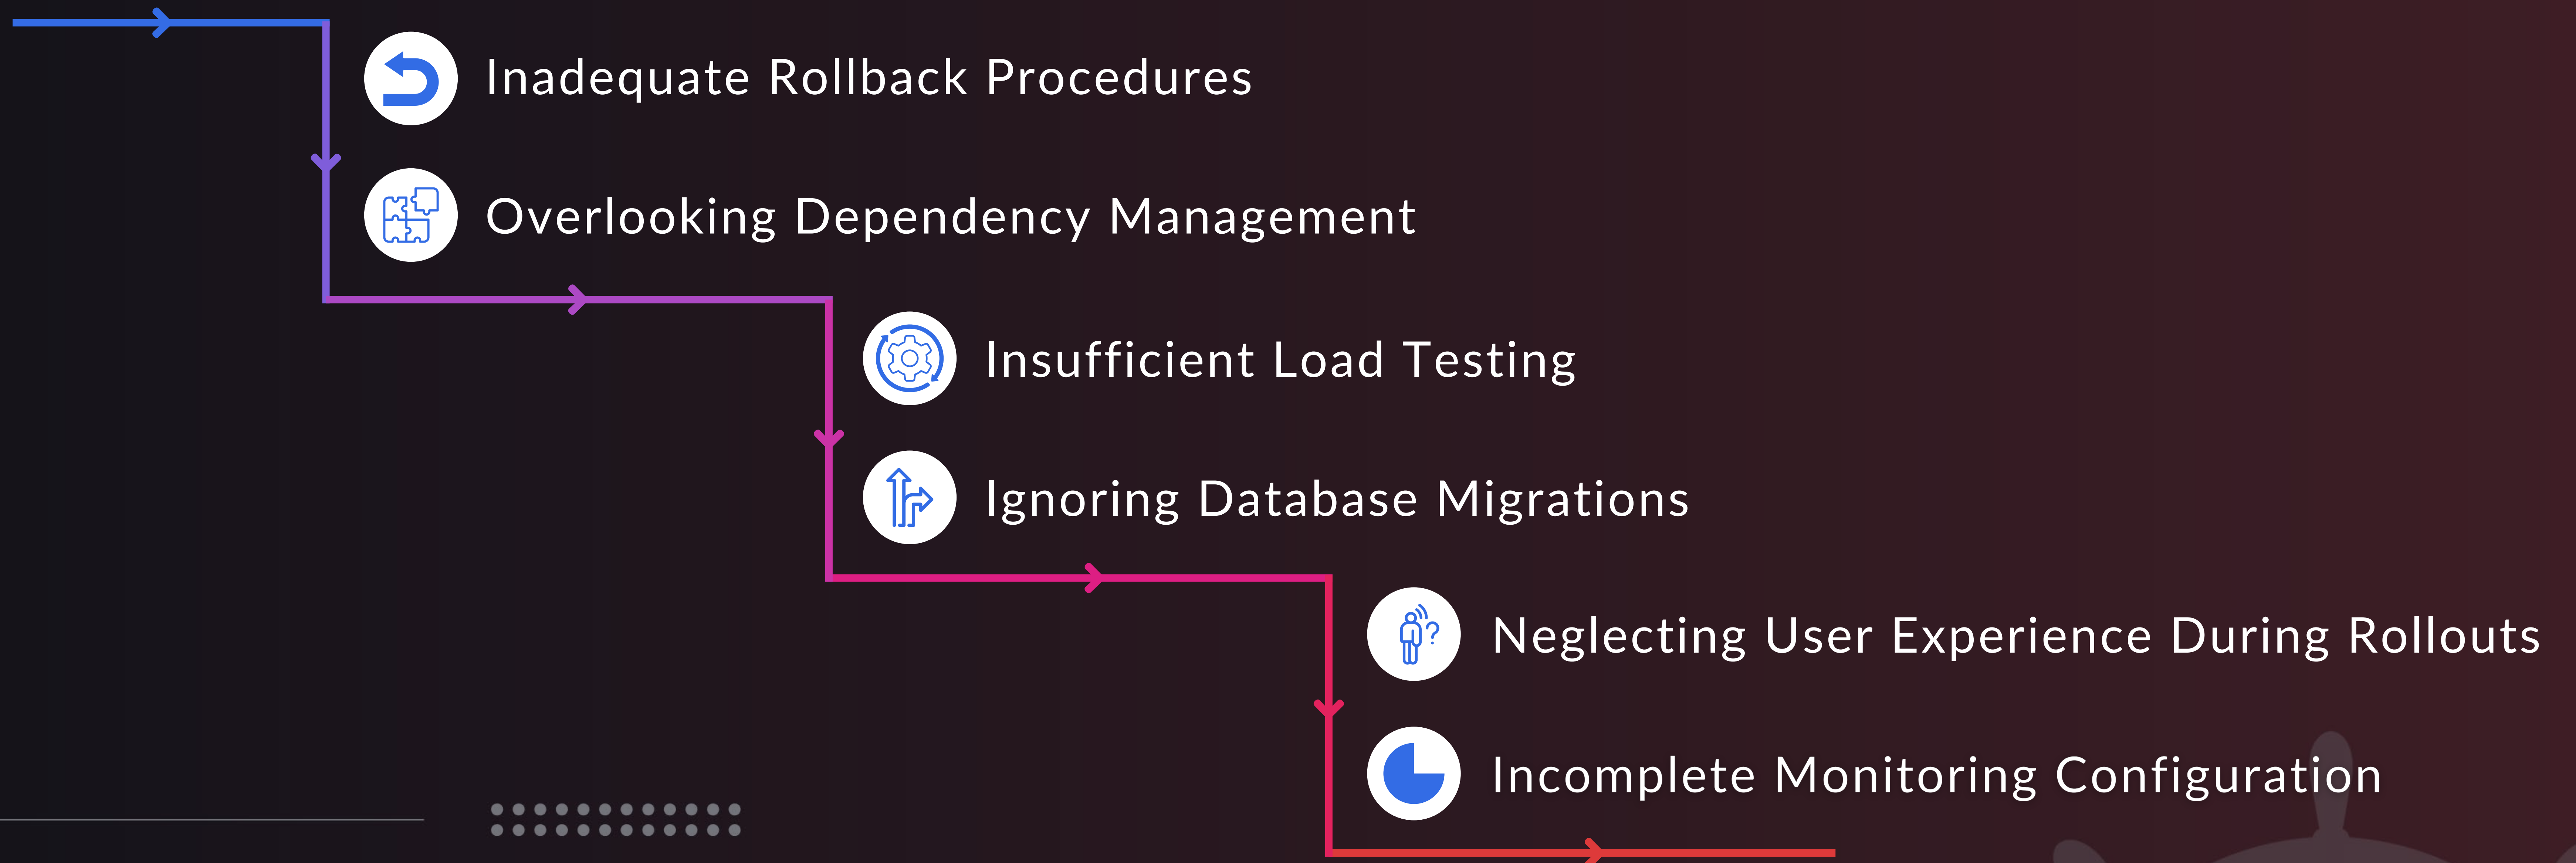 Inadequate Rollback Procedures
Overlooking Dependency Management
Insufficient Load Testing
Ignoring Database Migrations
Neglecting User Experience During Rollouts
Incomplete Monitoring Configuration